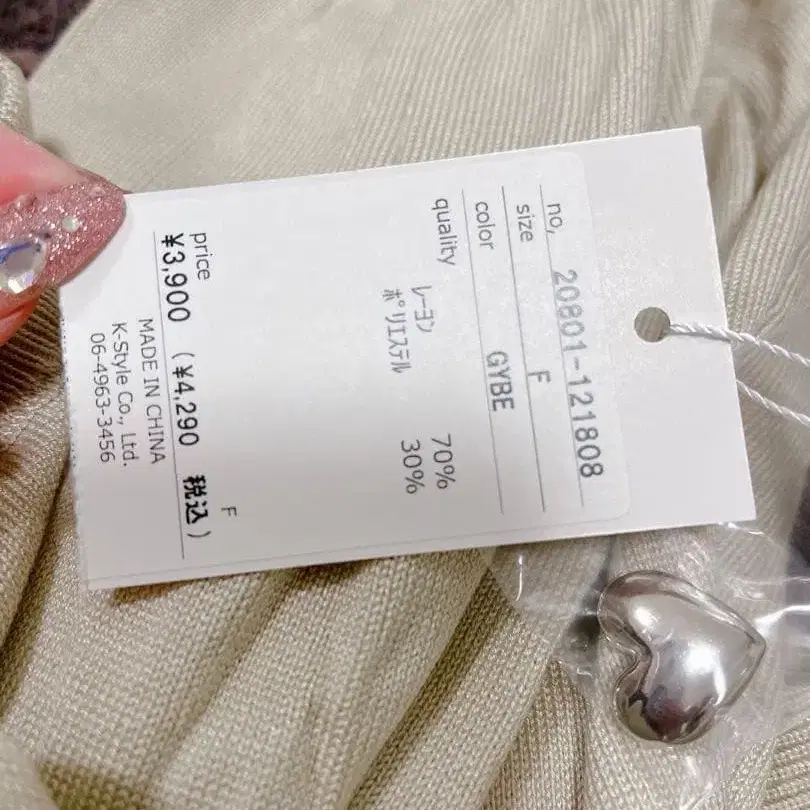 no, 20801-121808
size F
color GYBE
quality
レーヨン 70%
ポリエステル 30%
F
price
¥3,900 (¥4,290 税込)
MADE IN CHINA
K-Style Co., Ltd.
06-4963-3456